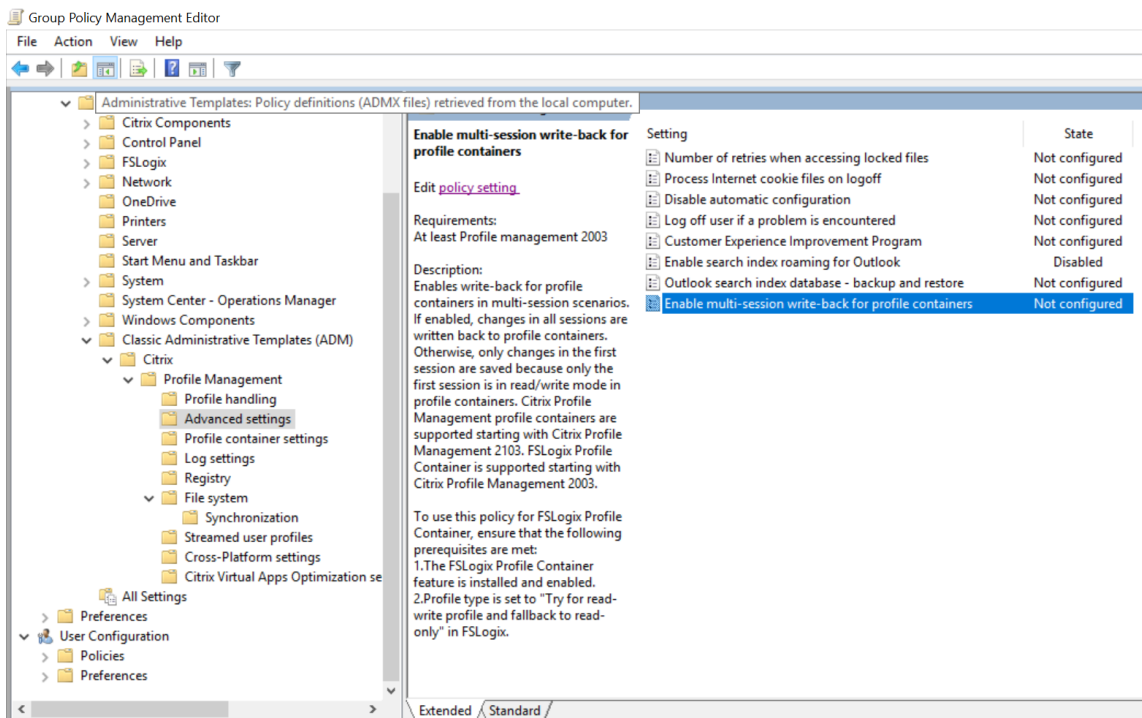 Group Policy Management Editor
File Action View Help
Administrative Templates: Policy definitions (ADMX files) retrieved from the local computer.
Citrix Components
Control Panel
FSLogix
Network
OneDrive
Printers
Server
Start Menu and Taskbar
System
System Center - Operations Manager
Windows Components
Classic Administrative Templates (ADM)
Citrix
Profile Management
Profile handling
Advanced settings
Profile container settings
Log settings
Registry
File system
Synchronization
Streamed user profiles
Cross-Platform settings
Citrix Virtual Apps Optimization se
All Settings
Preferences
User Configuration
Policies
Preferences
Enable multi-session write-back for
profile containers
Edit policy setting
Requirements:
At least Profile management 2003
Description:
Enables write-back for profile
containers in multi-session scenarios.
If enabled, changes in all sessions are
written back to profile containers.
Otherwise, only changes in the first
session are saved because only the
first session is in read/write mode in
profile containers. Citrix Profile
Management profile containers are
supported starting with Citrix Profile
Management 2103. FSLogix Profile
Container is supported starting with
Citrix Profile Management 2003.
To use this policy for FSLogix Profile
Container, ensure that the following
prerequisites are met:
1.The FSLogix Profile Container
feature is installed and enabled.
2.Profile type is set to "Try for read-
write profile and fallback to read-
only" in FSLogix.
Setting State
Number of retries when accessing locked files Not configured
Process Internet cookie files on logoff Not configured
Disable automatic configuration Not configured
Log off user if a problem is encountered Not configured
Customer Experience Improvement Program Not configured
Enable search index roaming for Outlook Disabled
Outlook search index database - backup and restore Not configured
Enable multi-session write-back for profile containers Not configured
Extended Standard